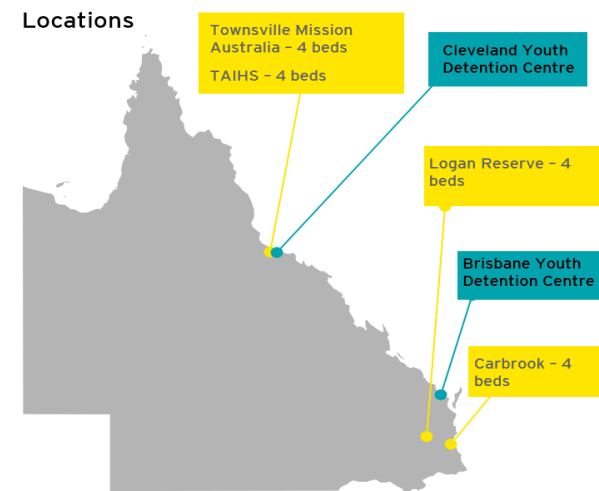 Locations
Townsville Mission
Australia – 4 beds
TAIHS – 4 beds
Cleveland Youth
Detention Centre
Logan Reserve – 4
beds
Brisbane Youth
Detention Centre
Carbrook – 4
beds